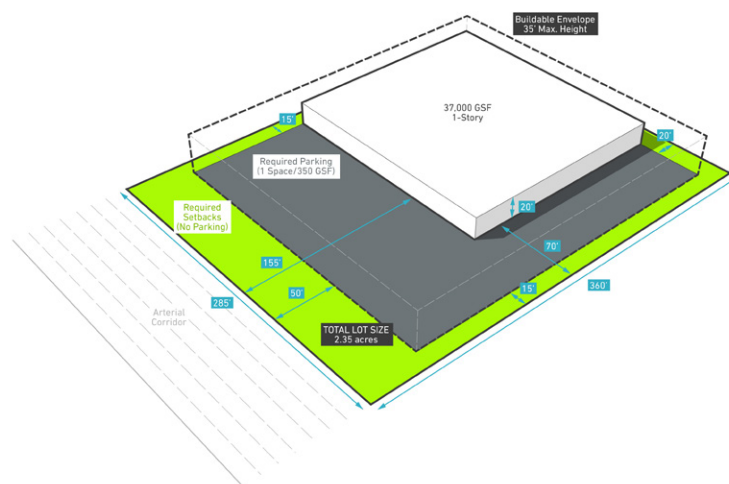 Buildable Envelope
35' Max. Height
37,000 GSF
1-Story
15'
20'
Required Parking
(1 Space/350 GSF)
Required
Setbacks
(No Parking)
20'
70'
155'
15'
360'
50'
285'
Arterial
Corridor
TOTAL LOT SIZE
2.35 acres